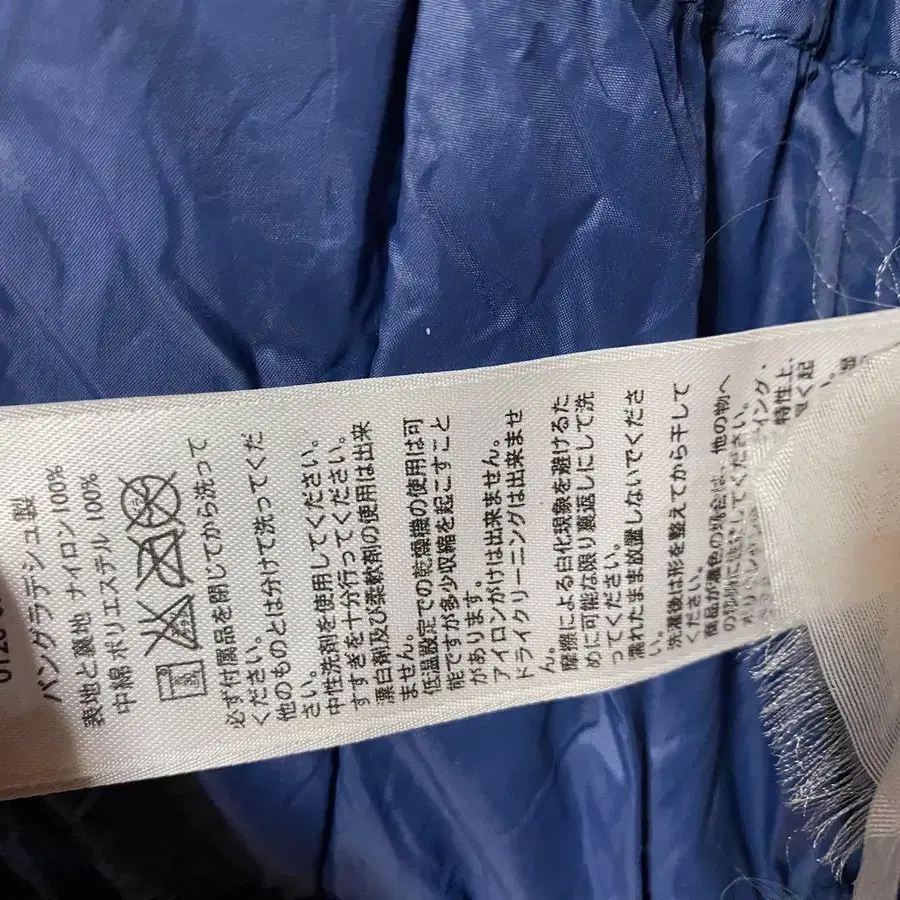 バングラデシュ製
表地と裏地 ナイロン 100%
中綿 ポリエステル 100%
必ず付属品を閉じてから洗って
ください。
他のものとは分けて洗ってくだ
さい。
中性洗剤を使用してください。
すすぎを十分行ってください。
漂白剤及び柔軟剤の使用は出来
ません。
低温設定での乾燥機の使用は可
能ですが多少収縮を起こすこと
があります。
アイロンがけは出来ません。
ドライクリーニングは出来ませ
ん。
摩擦による白化現象を避けるた
めに可能な限り裏返しにして洗
ってください。
濡れたまま放置しないでくださ
い。
洗濯後は形を整えてから干して
商品が濃色の場合は、他の物へ
してください。
ィング・
特性上、
く起